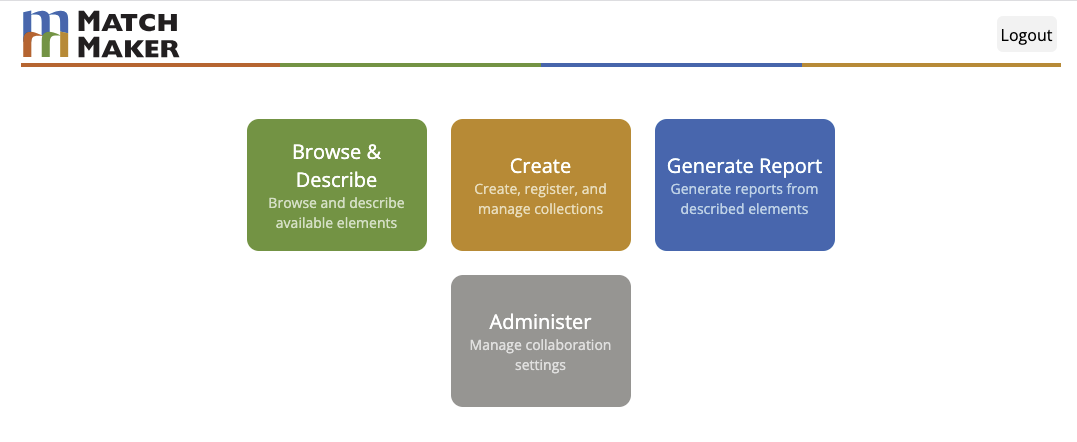 MATCH
MAKER
Logout
Browse &
Describe
Browse and describe
available elements
Create
Create, register, and
manage collections
Generate Report
Generate reports from
described elements
Administer
Manage collaboration
settings